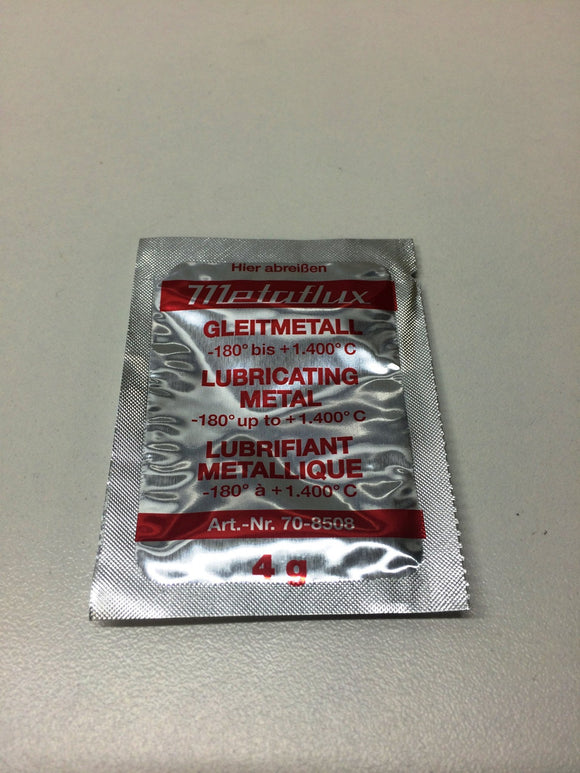 Hier abreißen
Metaflux
GLEITMETALL
-180° bis +1.400° C
LUBRICATING
METAL
-180° up to +1.400° C
LUBRIFIANT
METALLIQUE
-180° à +1.400° C
Art.-Nr. 70-8508
4 g